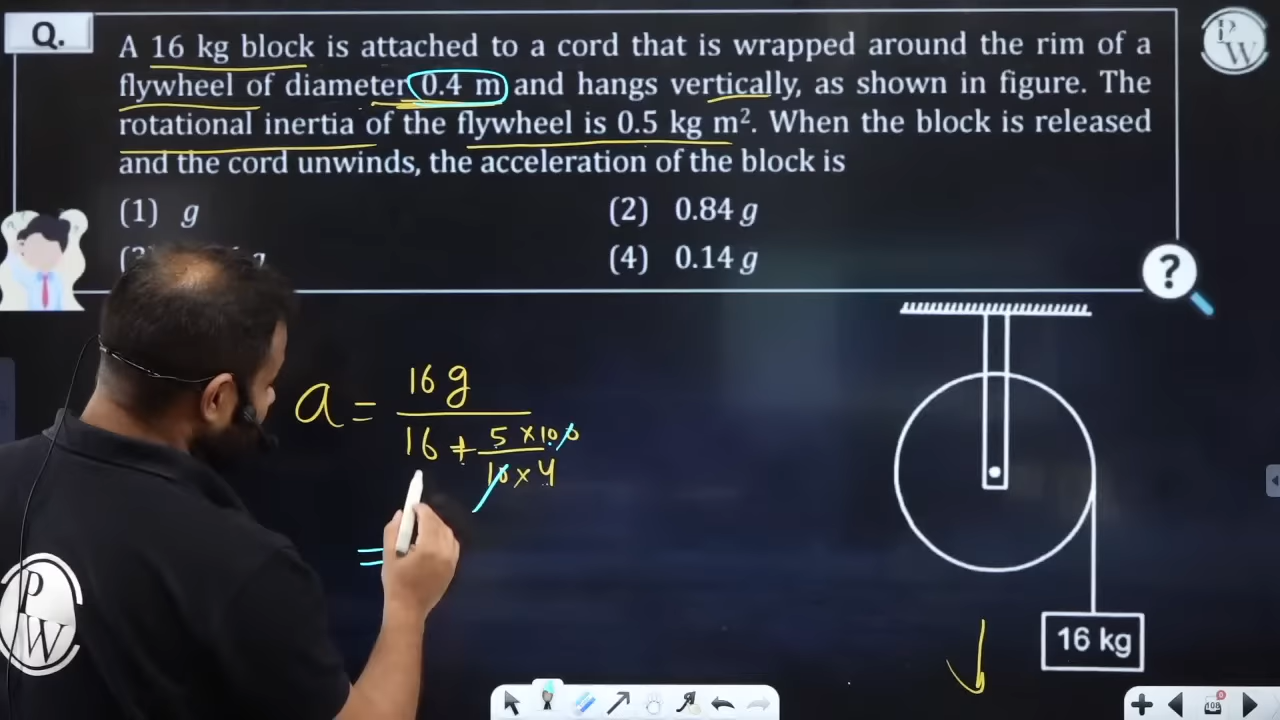 Q.
A 16 kg block is attached to a cord that is wrapped around the rim of a
flywheel of diameter 0.4 m and hangs vertically, as shown in figure. The
rotational inertia of the flywheel is 0.5 kg m². When the block is released
and the cord unwinds, the acceleration of the block is
(1) g
(2) 0.84 g
(4) 0.14 g
?
a = 16 g
16 + 5 × 100
10 × 4
=
16 kg
P
W
P
W
108